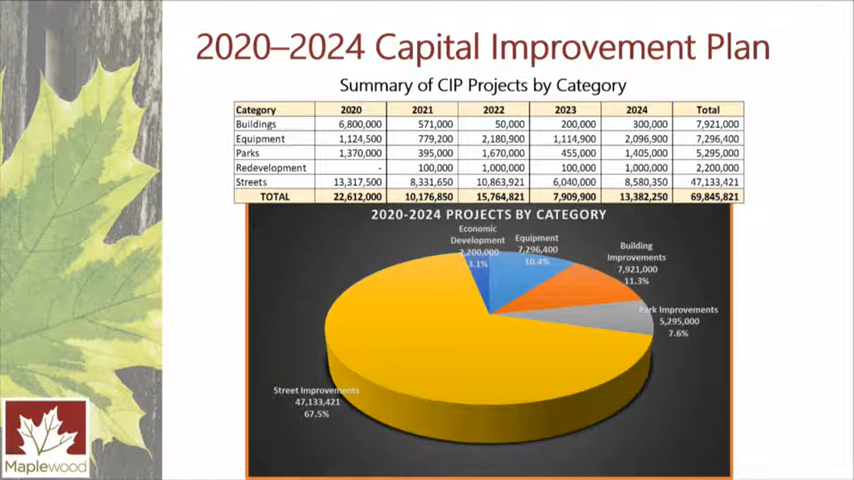 2020–2024 Capital Improvement Plan
Summary of CIP Projects by Category
Category 2020 2021 2022 2023 2024 Total
Buildings 6,800,000 571,000 50,000 200,000 300,000 7,921,000
Equipment 1,124,500 779,200 2,180,900 1,114,900 2,096,900 7,296,400
Parks 1,370,000 395,000 1,670,000 455,000 1,405,000 5,295,000
Redevelopment - 100,000 1,000,000 100,000 1,000,000 2,200,000
Streets 13,317,500 8,331,650 10,863,921 6,040,000 8,580,350 47,133,421
TOTAL 22,612,000 10,176,850 15,764,821 7,909,900 13,382,250 69,845,821
2020-2024 PROJECTS BY CATEGORY
Economic
Development
2,200,000
3.1%
Equipment
7,296,400
10.4%
Building
Improvements
7,921,000
11.3%
Park Improvements
5,295,000
7.6%
Street Improvements
47,133,421
67.5%
Maplewood